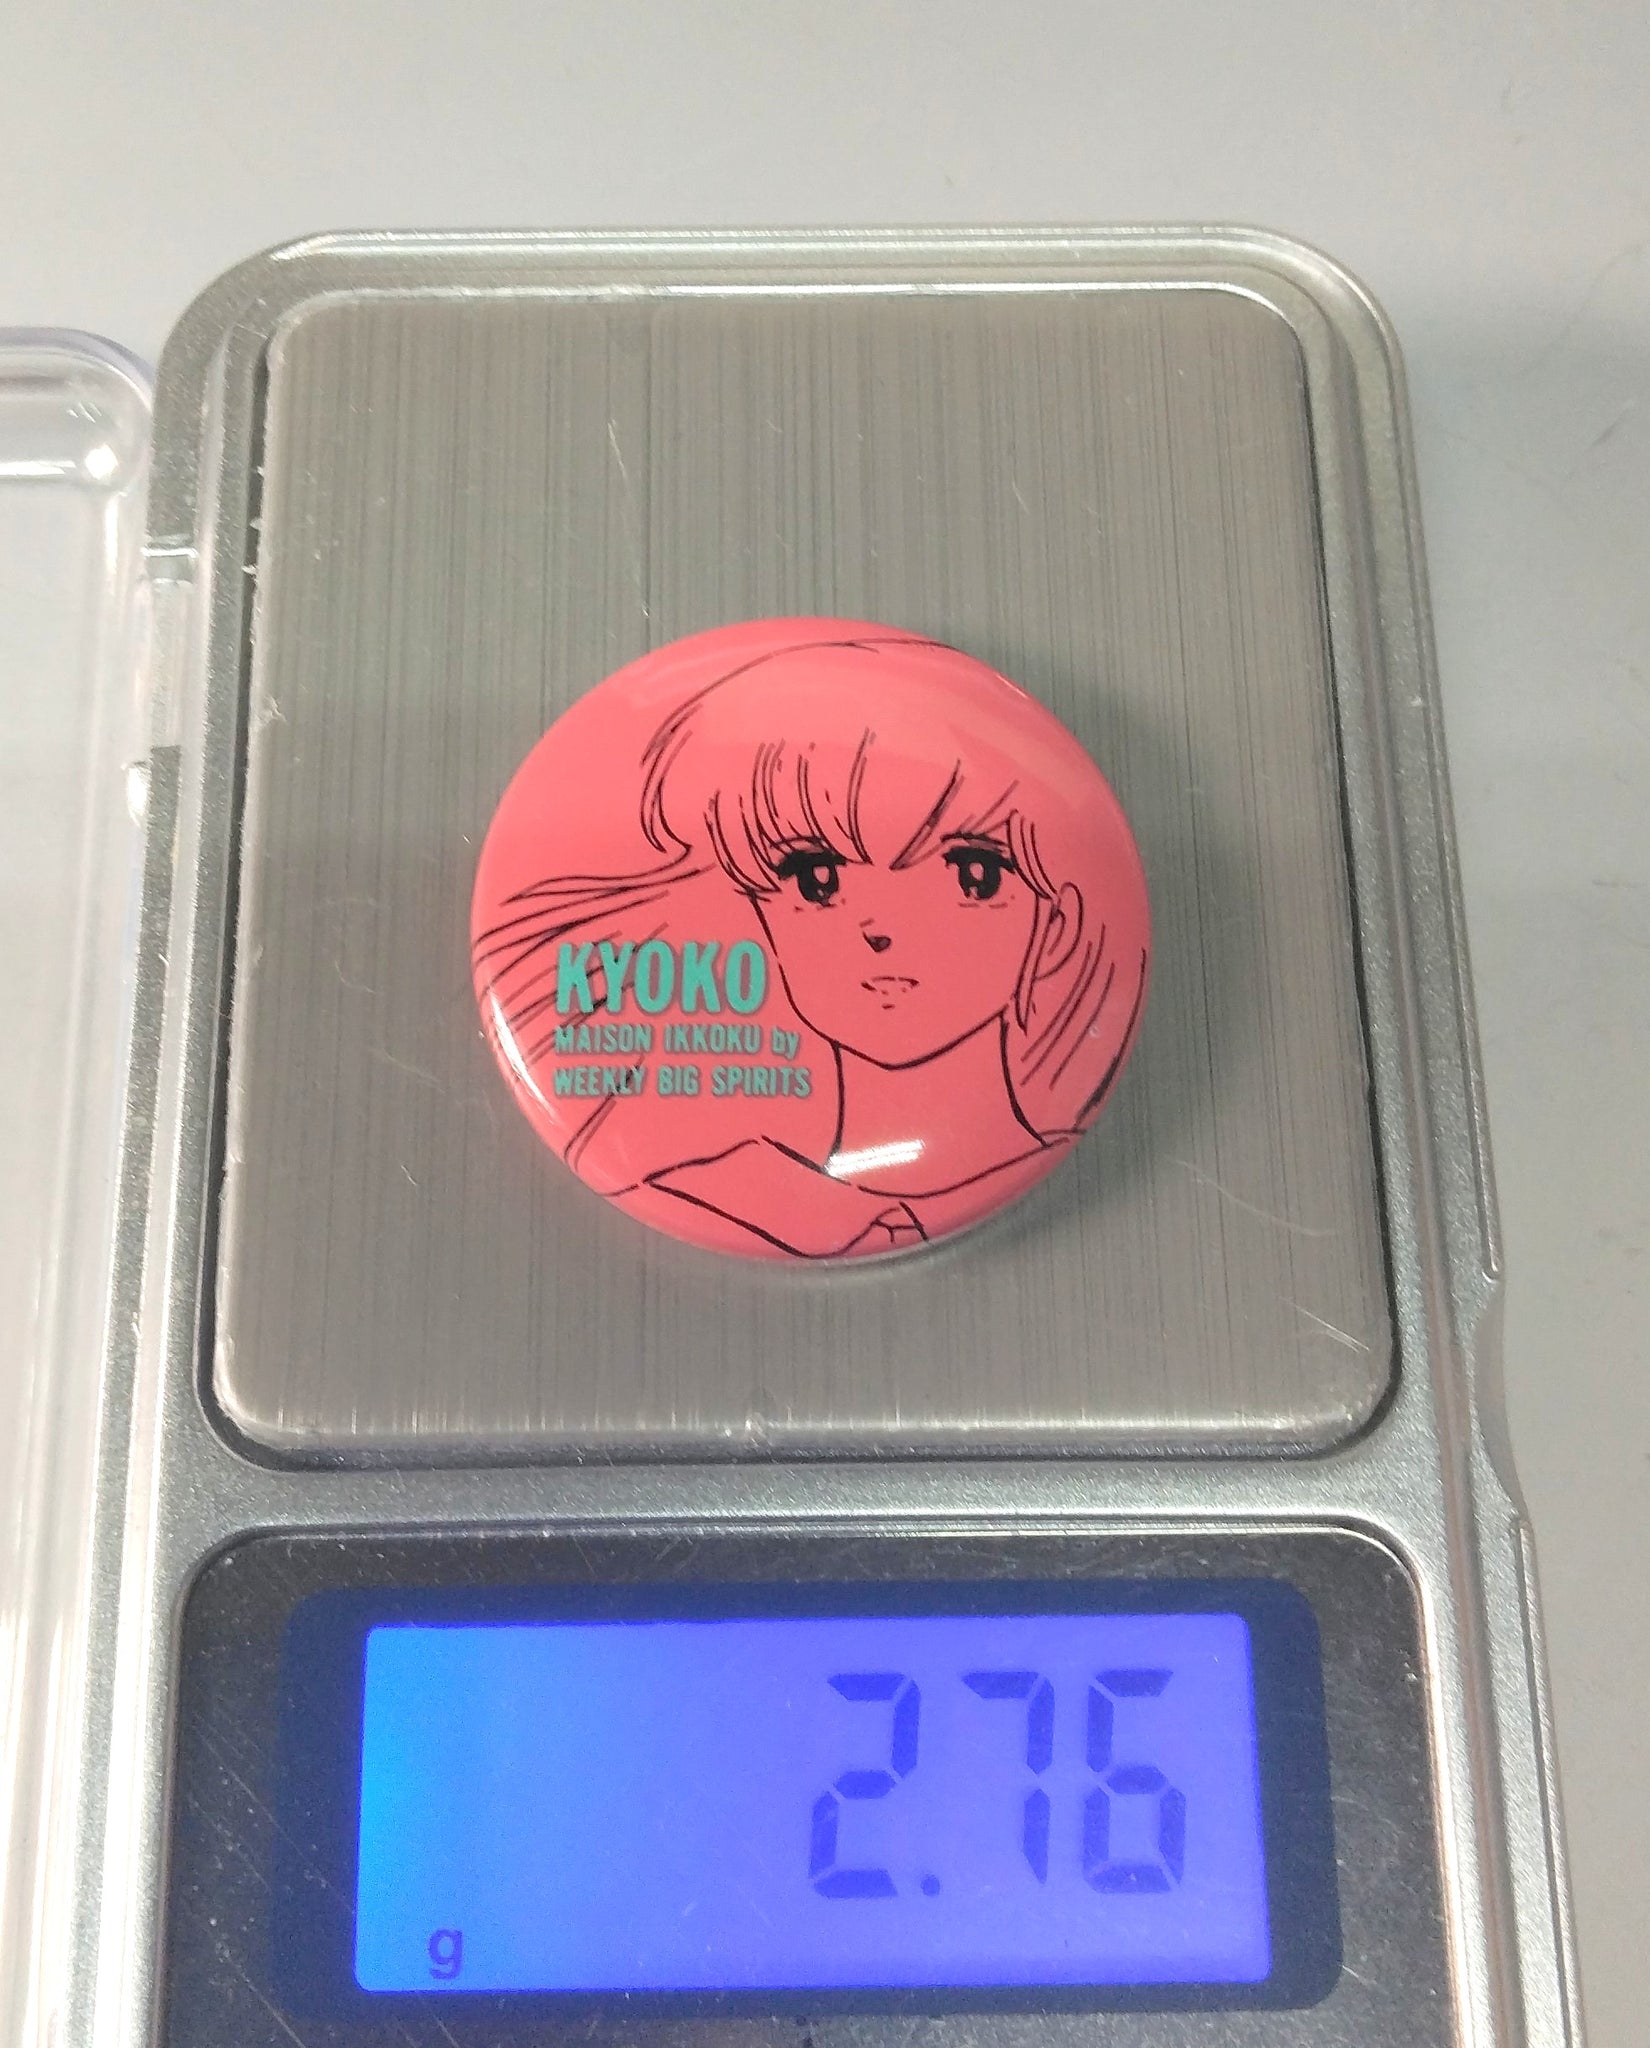 KYOKO
MAISON IKKOKU by
WEEKLY BIG SPIRITS
2.76
g